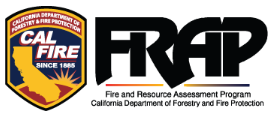 CALIFORNIA DEPARTMENT OF
FORESTRY & FIRE PROTECTION
CAL
FIRE
SINCE 1885
FRAP
Fire and Resource Assessment Program
California Department of Forestry and Fire Protection